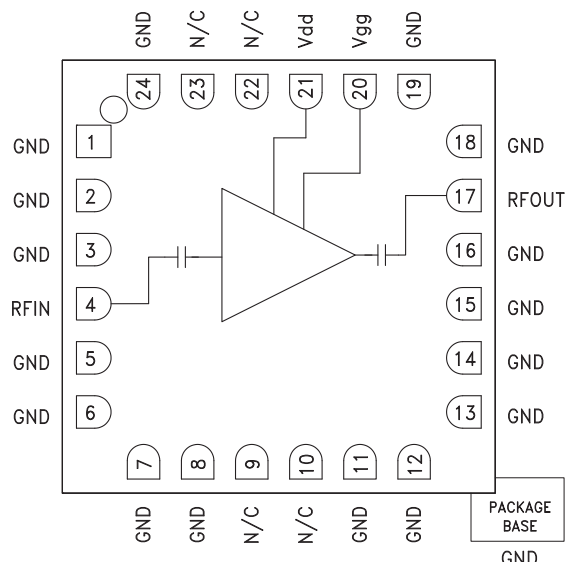 GND N/C N/C Vdd Vgg GND
24 23 22 21 20 19
GND 1
18 GND
GND 2
17 RFOUT
GND 3
16 GND
RFIN 4
15 GND
GND 5
14 GND
GND 6
13 GND
7 8 9 10 11 12
GND GND N/C N/C GND GND
PACKAGE
BASE
GND